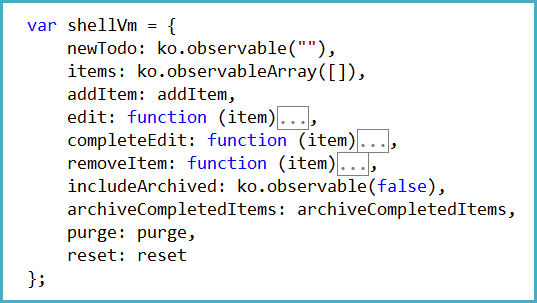 var shellVm = {
    newTodo: ko.observable(""),
    items: ko.observableArray([]),
    addItem: addItem,
    edit: function (item)...,
    completeEdit: function (item)...,
    removeItem: function (item)...,
    includeArchived: ko.observable(false),
    archiveCompletedItems: archiveCompletedItems,
    purge: purge,
    reset: reset
};